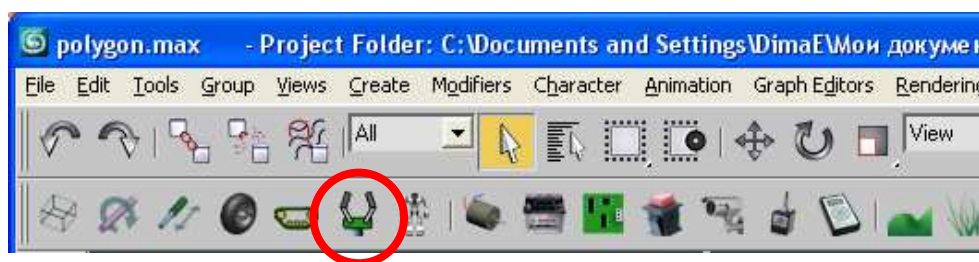 polygon.max - Project Folder: C:\Documents and Settings\DimaE\Мои докумен
File Edit Tools Group Views Create Modifiers Character Animation Graph Editors Rendering
All View